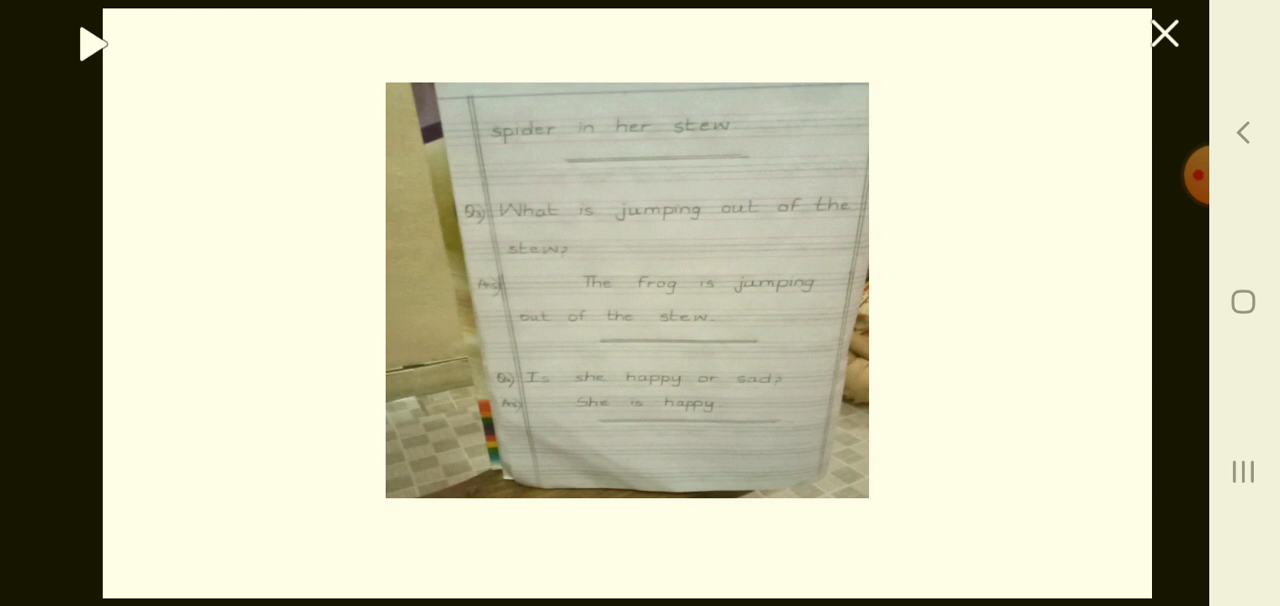 spider in her stew
Q3) What is jumping out of the
stew?
Ans) The frog is jumping
out of the stew.
Q4) Is she happy or sad?
Ans) She is happy.